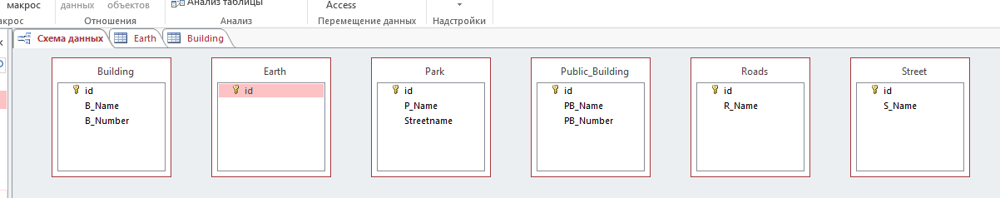 макрос данных объектов Анализ таблицы Access
акрос Отношения Анализ Перемещение данных Надстройки
Схема данных Earth Building
Building Earth Park Public_Building Roads Street
id id id id id id
B_Name P_Name PB_Name R_Name S_Name
B_Number Streetname PB_Number